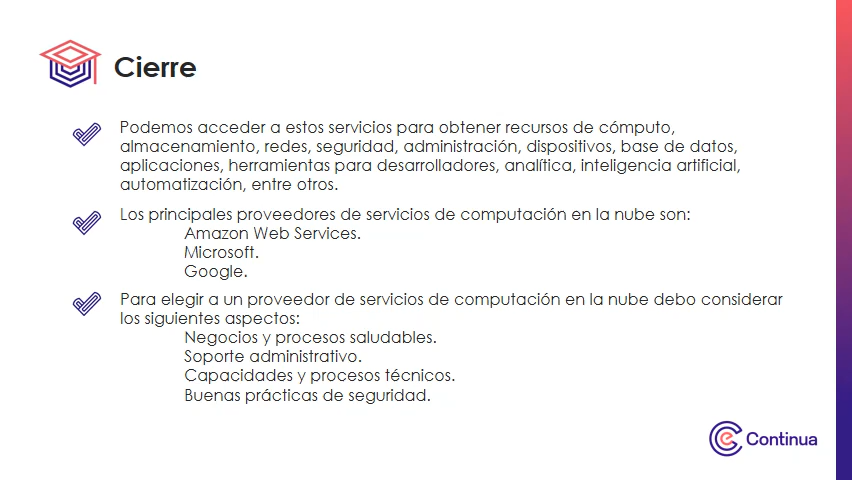 Cierre
Podemos acceder a estos servicios para obtener recursos de cómputo,
almacenamiento, redes, seguridad, administración, dispositivos, base de datos,
aplicaciones, herramientas para desarrolladores, analítica, inteligencia artificial,
automatización, entre otros.
Los principales proveedores de servicios de computación en la nube son:
Amazon Web Services.
Microsoft.
Google.
Para elegir a un proveedor de servicios de computación en la nube debo considerar
los siguientes aspectos:
Negocios y procesos saludables.
Soporte administrativo.
Capacidades y procesos técnicos.
Buenas prácticas de seguridad.
Continua